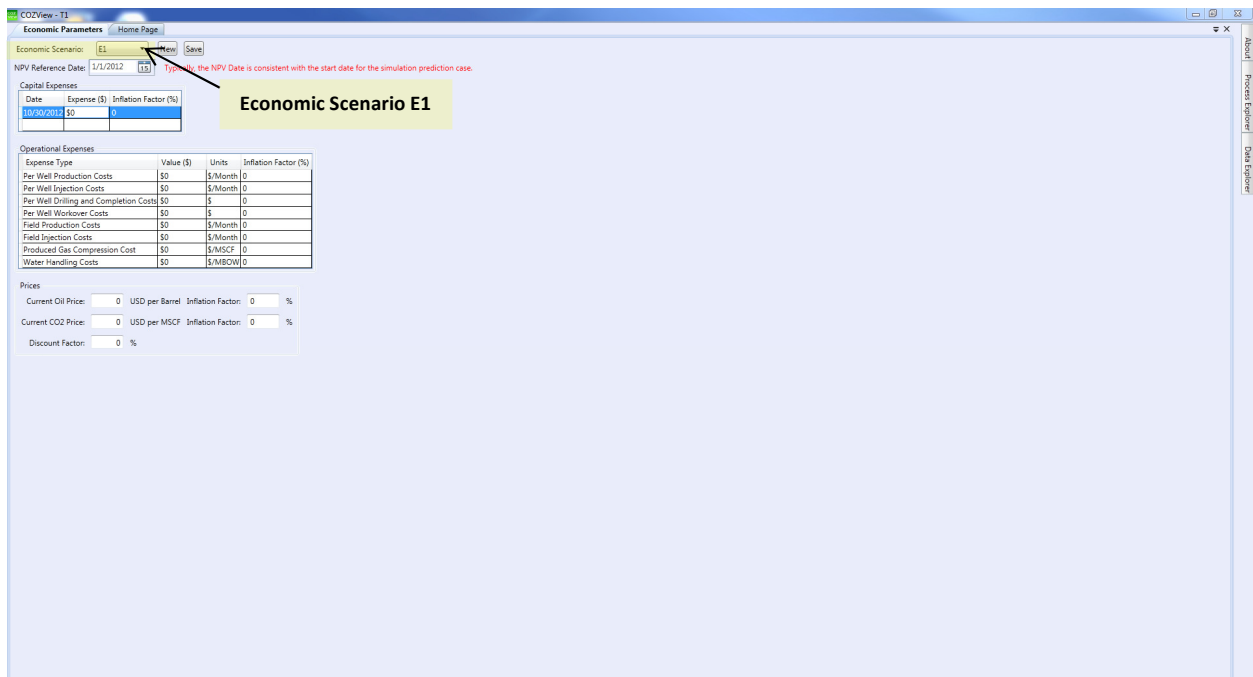 COZView - T1
Economic Parameters Home Page
Economic Scenario: E1 New Save
NPV Reference Date: 1/1/2012 15 Typically, the NPV Date is consistent with the start date for the simulation prediction case.
Economic Scenario E1
Capital Expenses
Date Expense ($) Inflation Factor (%)
10/30/2012 $0 0
Operational Expenses
Expense Type Value ($) Units Inflation Factor (%)
Per Well Production Costs $0 $/Month 0
Per Well Injection Costs $0 $/Month 0
Per Well Drilling and Completion Costs $0 $ 0
Per Well Workover Costs $0 $ 0
Field Production Costs $0 $/Month 0
Field Injection Costs $0 $/Month 0
Produced Gas Compression Cost $0 $/MSCF 0
Water Handling Costs $0 $/MBOW 0
Prices
Current Oil Price: 0 USD per Barrel Inflation Factor: 0 %
Current CO2 Price: 0 USD per MSCF Inflation Factor: 0 %
Discount Factor: 0 %
About
Process Explorer
Data Explorer